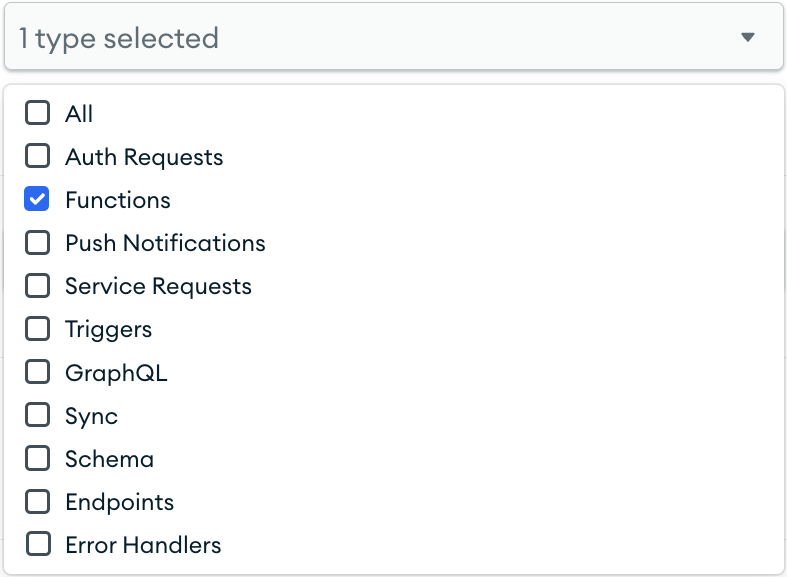 1 type selected
All
Auth Requests
Functions
Push Notifications
Service Requests
Triggers
GraphQL
Sync
Schema
Endpoints
Error Handlers